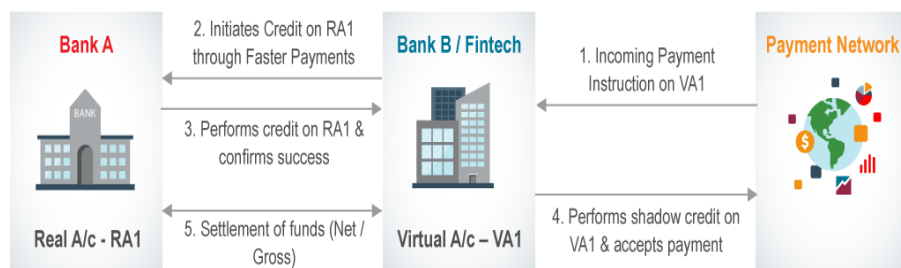 Bank A
2. Initiates Credit on RA1
through Faster Payments
Bank B / Fintech
1. Incoming Payment
Instruction on VA1
Payment Network
BANK
3. Performs credit on RA1 &
confirms success
$
Real A/c - RA1
5. Settlement of funds (Net /
Gross)
Virtual A/c – VA1
4. Performs shadow credit on
VA1 & accepts payment